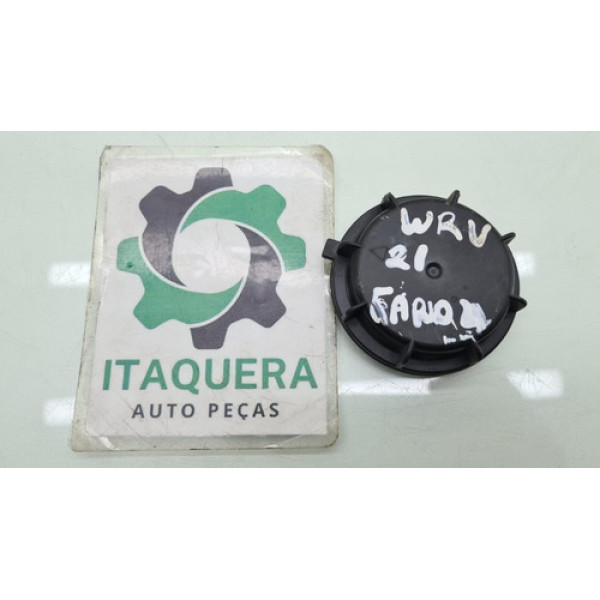 ITAQUERA
AUTO PEÇAS
WRV
21
FAROL